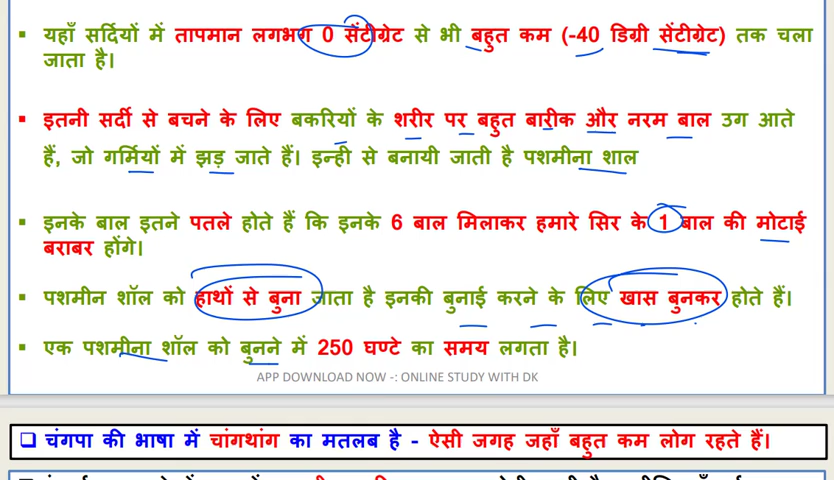 ▪ यहाँ सर्दियों में तापमान लगभग 0 सेंटीग्रेट से भी बहुत कम (-40 डिग्री सेंटीग्रेट) तक चला
जाता है।
▪ इतनी सर्दी से बचने के लिए बकरियों के शरीर पर बहुत बारीक और नरम बाल उग आते
हैं, जो गर्मियों में झड़ जाते हैं। इन्ही से बनायी जाती है पशमीना शाल
▪ इनके बाल इतने पतले होते हैं कि इनके 6 बाल मिलाकर हमारे सिर के 1 बाल की मोटाई
बराबर होंगे।
▪ पशमीन शॉल को हाथों से बुना जाता है इनकी बुनाई करने के लिए खास बुनकर होते हैं।
▪ एक पशमीना शॉल को बुनने में 250 घण्टे का समय लगता है।
APP DOWNLOAD NOW -: ONLINE STUDY WITH DK
❑ चंगपा की भाषा में चांगथांग का मतलब है - ऐसी जगह जहाँ बहुत कम लोग रहते हैं।